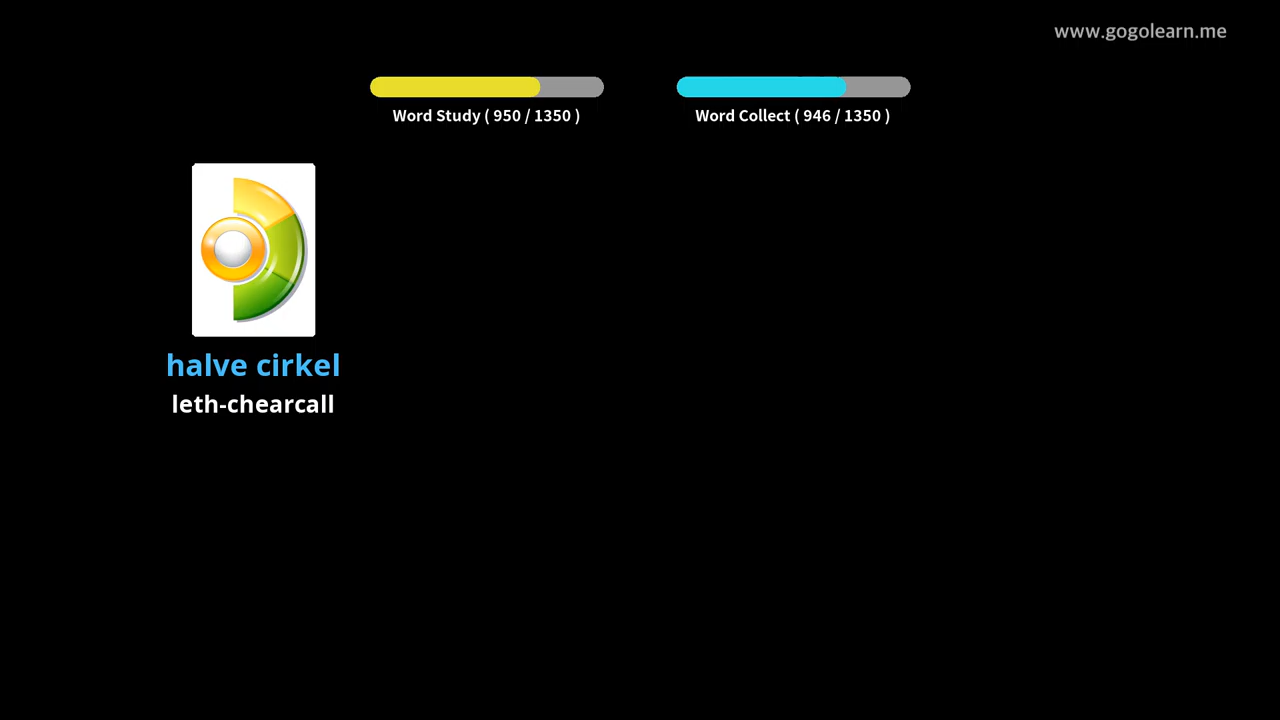 www.gogolearn.me
Word Study ( 950 / 1350 )
Word Collect ( 946 / 1350 )
halve cirkel
leth-chearcall